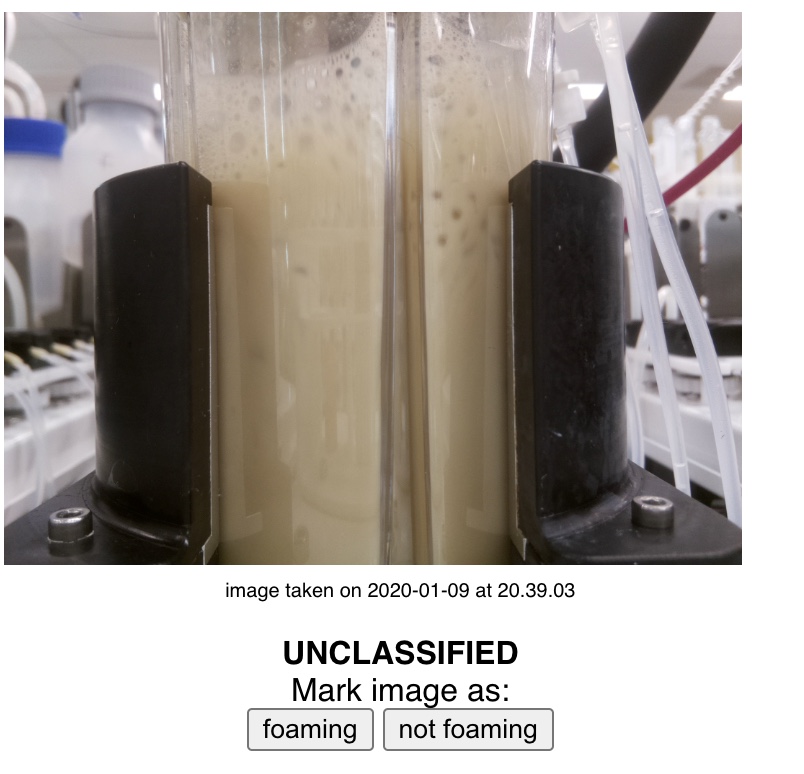 image taken on 2020-01-09 at 20.39.03
UNCLASSIFIED
Mark image as:
foaming not foaming